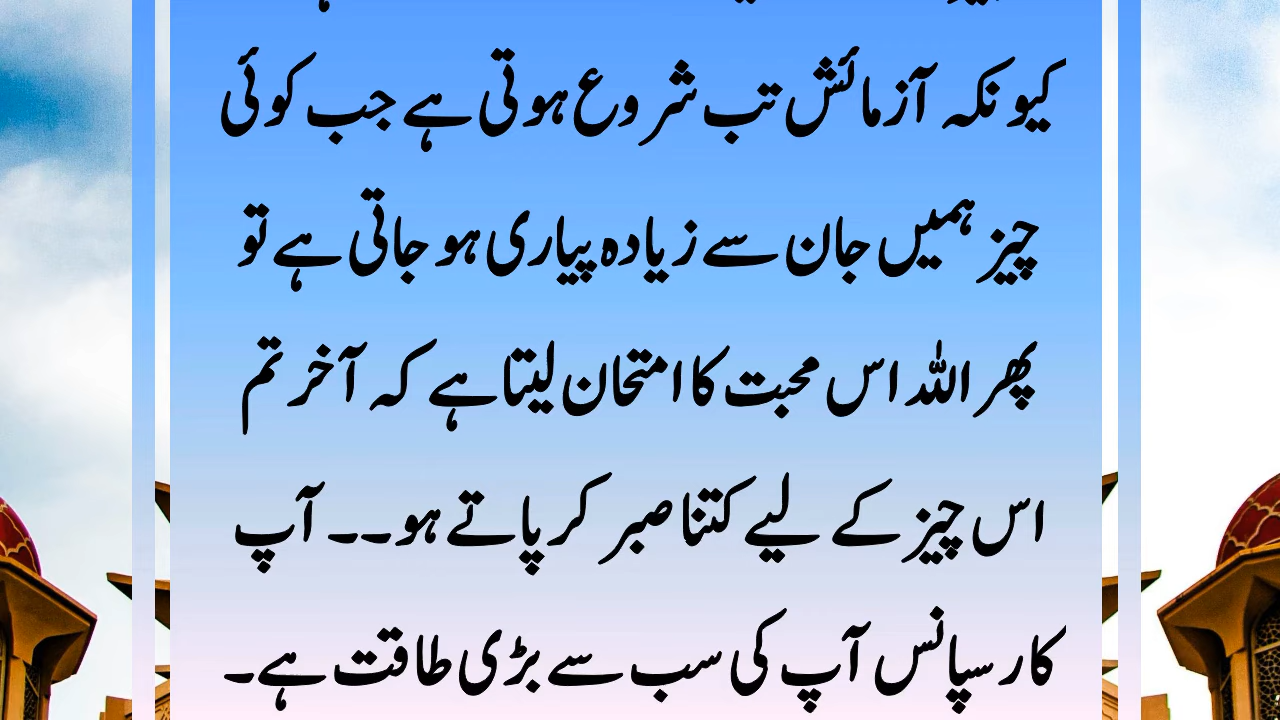 کیونکہ آزمائش تب شروع ہوتی ہے جب کوئی
چیز ہمیں جان سے زیادہ پیاری ہو جاتی ہے تو
پھر اللہ اس محبت کا امتحان لیتا ہے کہ آخر تم
اس چیز کے لیے کتنا صبر کر پاتے ہو۔۔ آپ
کا رسپانس آپ کی سب سے بڑی طاقت ہے۔